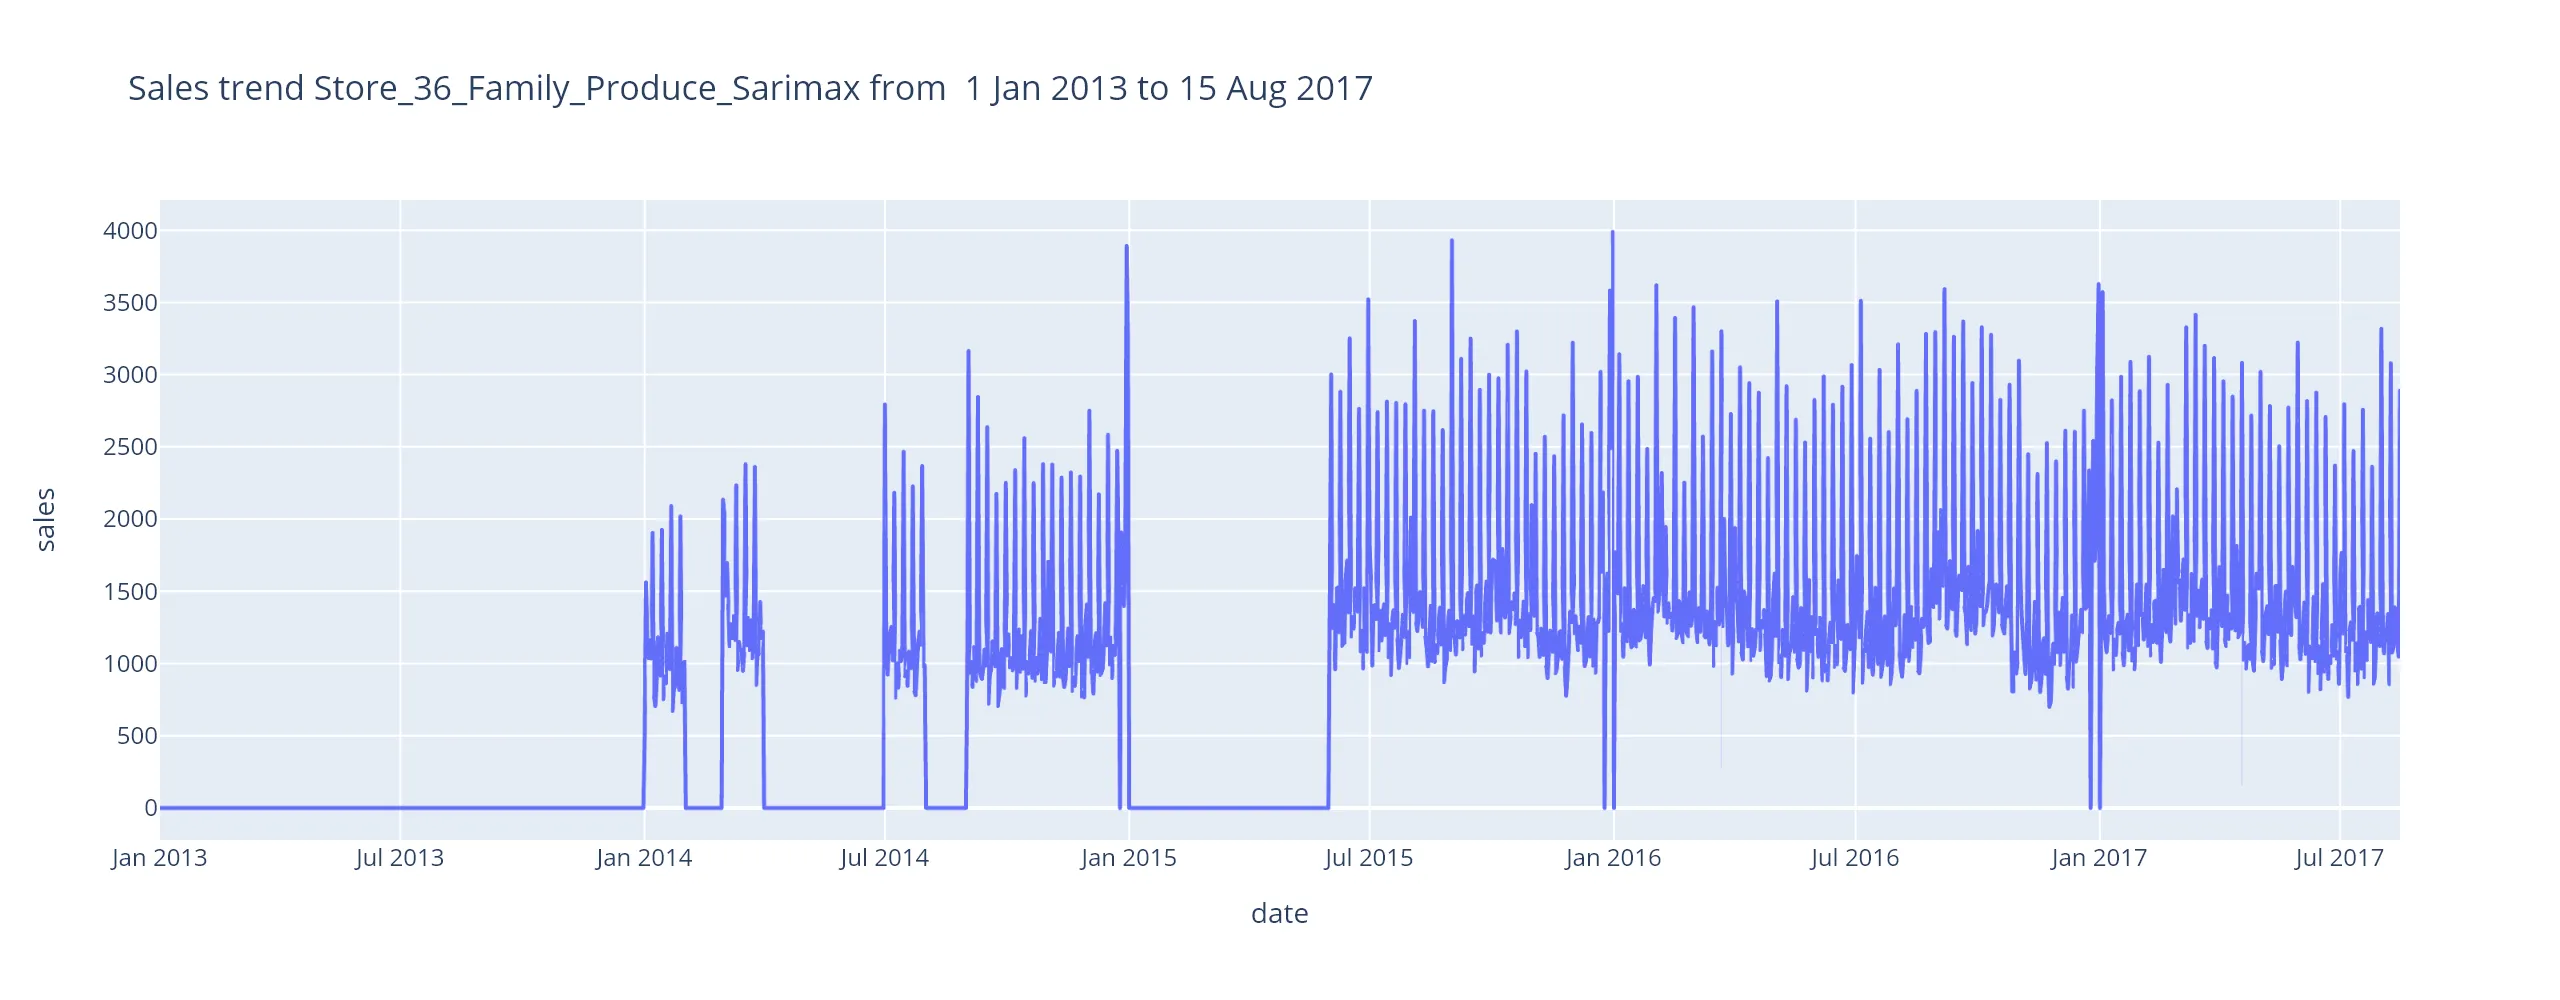 Sales trend Store_36_Family_Produce_Sarimax from  1 Jan 2013 to 15 Aug 2017
4000
3500
3000
2500
2000
1500
1000
500
0
sales
Jan 2013 Jul 2013 Jan 2014 Jul 2014 Jan 2015 Jul 2015 Jan 2016 Jul 2016 Jan 2017 Jul 2017
date